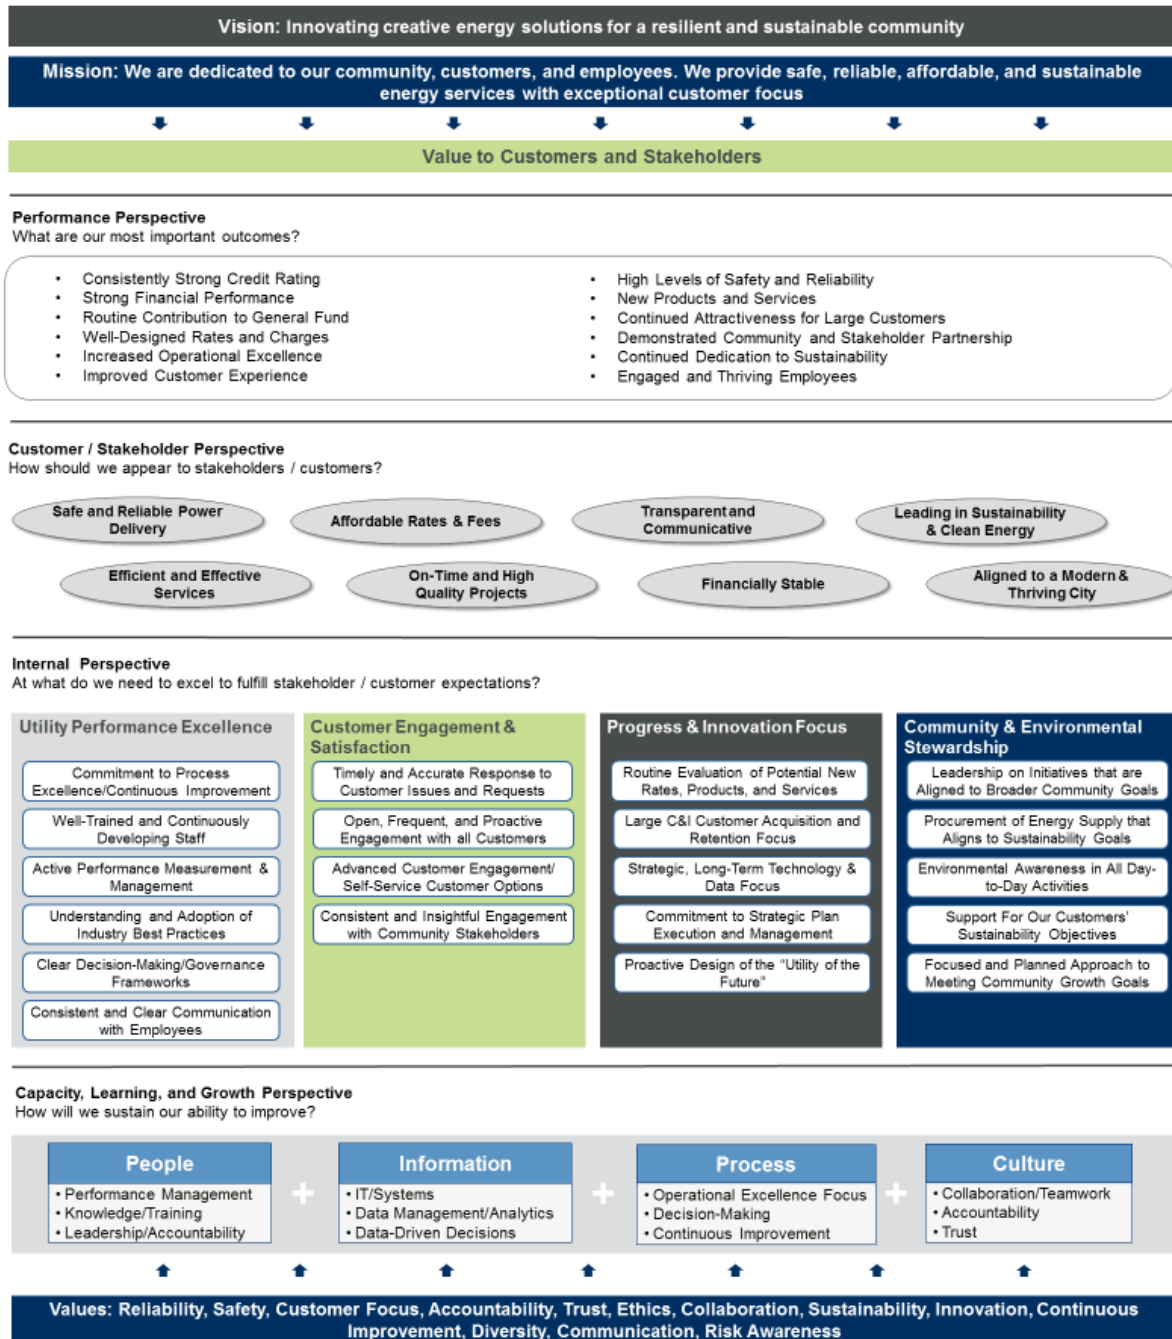 Vision: Innovating creative energy solutions for a resilient and sustainable community
Mission: We are dedicated to our community, customers, and employees. We provide safe, reliable, affordable, and sustainable
energy services with exceptional customer focus
Value to Customers and Stakeholders
Performance Perspective
What are our most important outcomes?
• Consistently Strong Credit Rating
• Strong Financial Performance
• Routine Contribution to General Fund
• Well-Designed Rates and Charges
• Increased Operational Excellence
• Improved Customer Experience
• High Levels of Safety and Reliability
• New Products and Services
• Continued Attractiveness for Large Customers
• Demonstrated Community and Stakeholder Partnership
• Continued Dedication to Sustainability
• Engaged and Thriving Employees
Customer / Stakeholder Perspective
How should we appear to stakeholders / customers?
Safe and Reliable Power
Delivery
Affordable Rates & Fees
Transparent and
Communicative
Leading in Sustainability
& Clean Energy
Efficient and Effective
Services
On-Time and High
Quality Projects
Financially Stable
Aligned to a Modern &
Thriving City
Internal Perspective
At what do we need to excel to fulfill stakeholder / customer expectations?
Utility Performance Excellence
Commitment to Process
Excellence/Continuous Improvement
Well-Trained and Continuously
Developing Staff
Active Performance Measurement &
Management
Understanding and Adoption of
Industry Best Practices
Clear Decision-Making/Governance
Frameworks
Consistent and Clear Communication
with Employees
Customer Engagement &
Satisfaction
Timely and Accurate Response to
Customer Issues and Requests
Open, Frequent, and Proactive
Engagement with all Customers
Advanced Customer Engagement/
Self-Service Customer Options
Consistent and Insightful Engagement
with Community Stakeholders
Progress & Innovation Focus
Routine Evaluation of Potential New
Rates, Products, and Services
Large C&I Customer Acquisition and
Retention Focus
Strategic, Long-Term Technology &
Data Focus
Commitment to Strategic Plan
Execution and Management
Proactive Design of the "Utility of the
Future"
Community & Environmental
Stewardship
Leadership on Initiatives that are
Aligned to Broader Community Goals
Procurement of Energy Supply that
Aligns to Sustainability Goals
Environmental Awareness in All Day-
to-Day Activities
Support For Our Customers'
Sustainability Objectives
Focused and Planned Approach to
Meeting Community Growth Goals
Capacity, Learning, and Growth Perspective
How will we sustain our ability to improve?
People
• Performance Management
• Knowledge/Training
• Leadership/Accountability
+
Information
• IT/Systems
• Data Management/Analytics
• Data-Driven Decisions
+
Process
• Operational Excellence Focus
• Decision-Making
• Continuous Improvement
+
Culture
• Collaboration/Teamwork
• Accountability
• Trust
Values: Reliability, Safety, Customer Focus, Accountability, Trust, Ethics, Collaboration, Sustainability, Innovation, Continuous
Improvement, Diversity, Communication, Risk Awareness